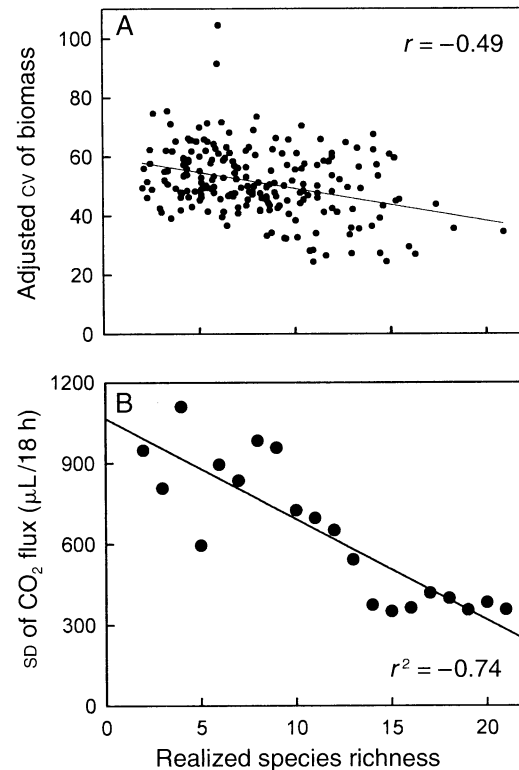 A
r = −0.49
100
80
60
40
20
0
Adjusted CV of biomass
B
1200
900
600
300
0
SD of CO₂ flux (μL/18 h)
r² = −0.74
0 5 10 15 20
Realized species richness